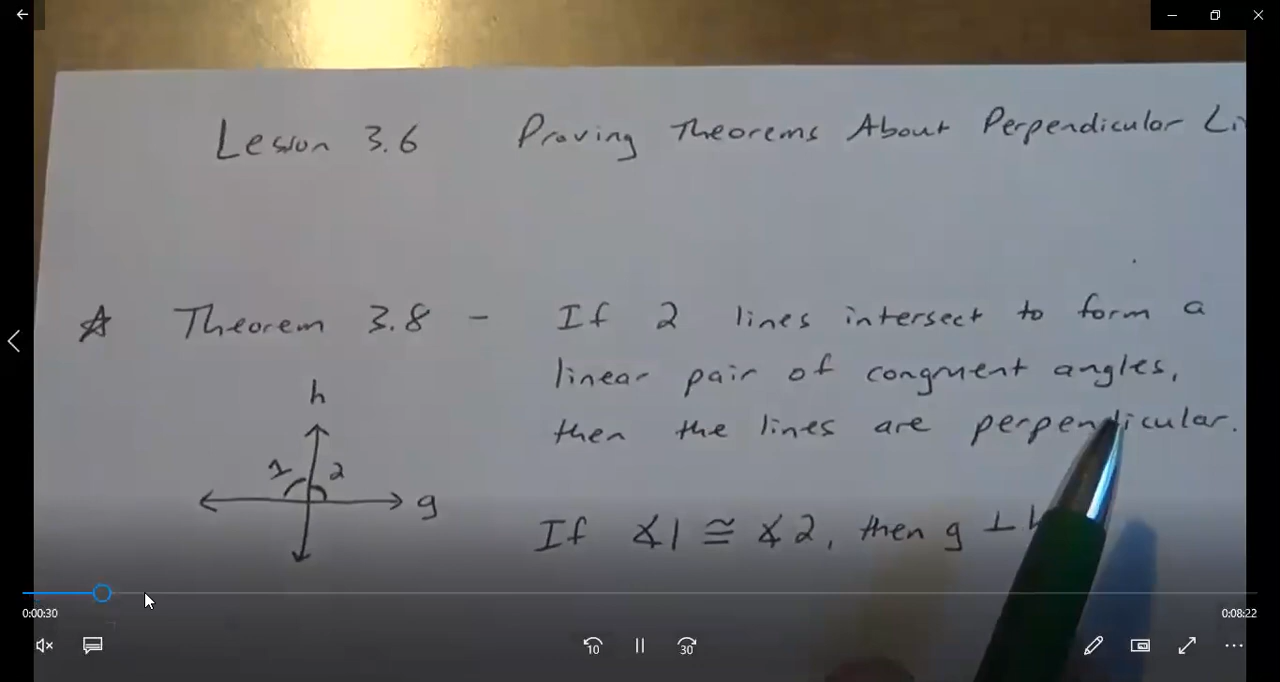 Lesson 3.6 Proving Theorems About Perpendicular
Theorem 3.8 - If 2 lines intersect to form a
linear pair of congruent angles,
then the lines are perpendicular.
h
1 2
g
If ∡1 ≅ ∡2, then g ⊥ h
0:00:30
0:08:22
10
30